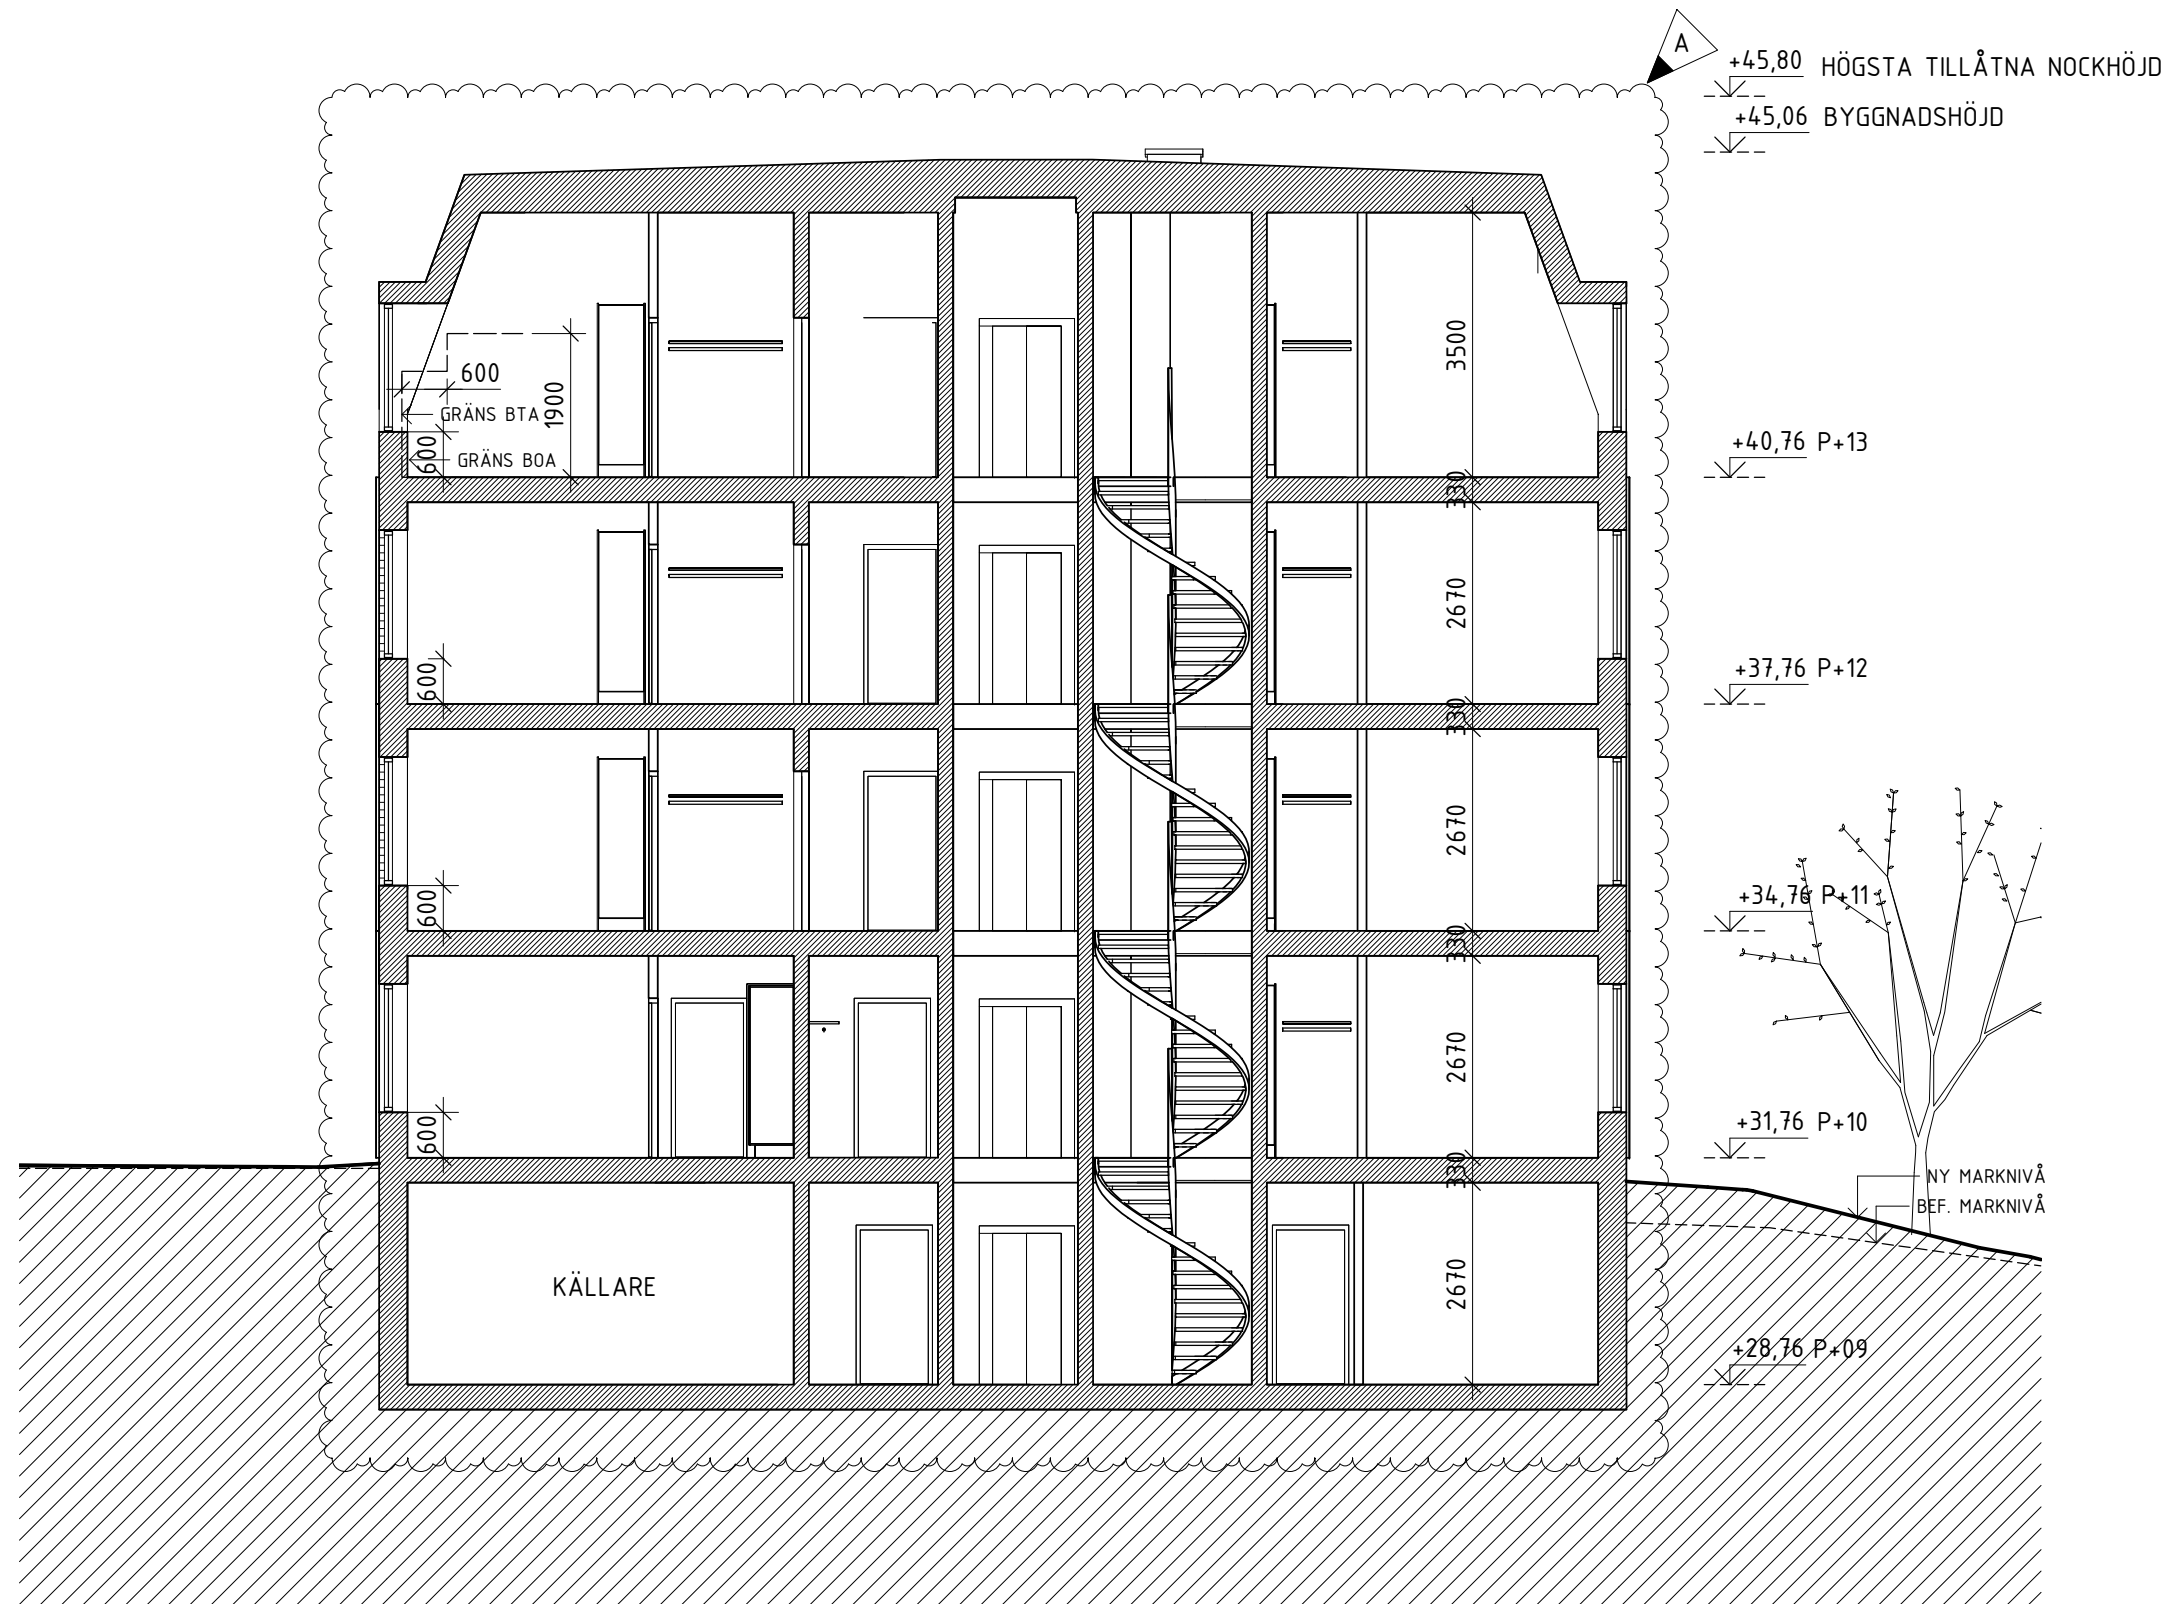 A
+45,80 HÖGSTA TILLÅTNA NOCKHÖJD
+45,06 BYGGNADSHÖJD
3500
600
1900
GRÄNS BTA
600
GRÄNS BOA
+40,76 P+13
330
2670
600
+37,76 P+12
330
2670
600
+34,76 P+11
330
2670
600
+31,76 P+10
330
NY MARKNIVÅ
BEF. MARKNIVÅ
KÄLLARE
2670
+28,76 P+09